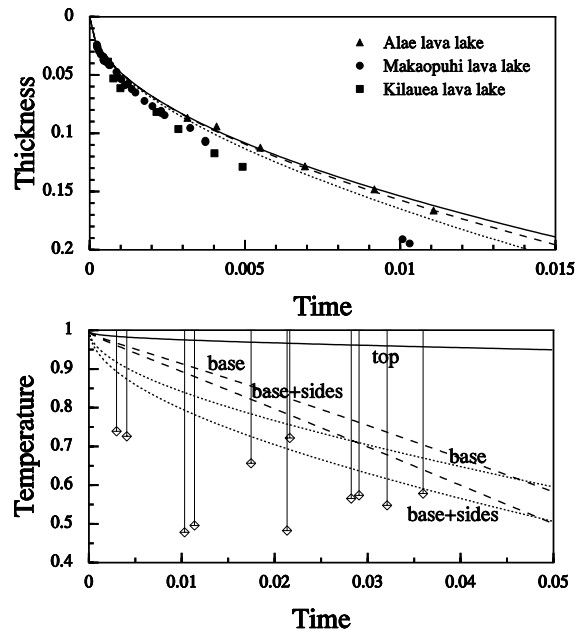 0
0.05
0.1
0.15
0.2
Thickness
Alae lava lake
Makaopuhi lava lake
Kilauea lava lake
0 0.005 0.01 0.015
Time
1
0.9
0.8
0.7
0.6
0.5
0.4
Temperature
top
base
base+sides
base
base+sides
0 0.01 0.02 0.03 0.04 0.05
Time